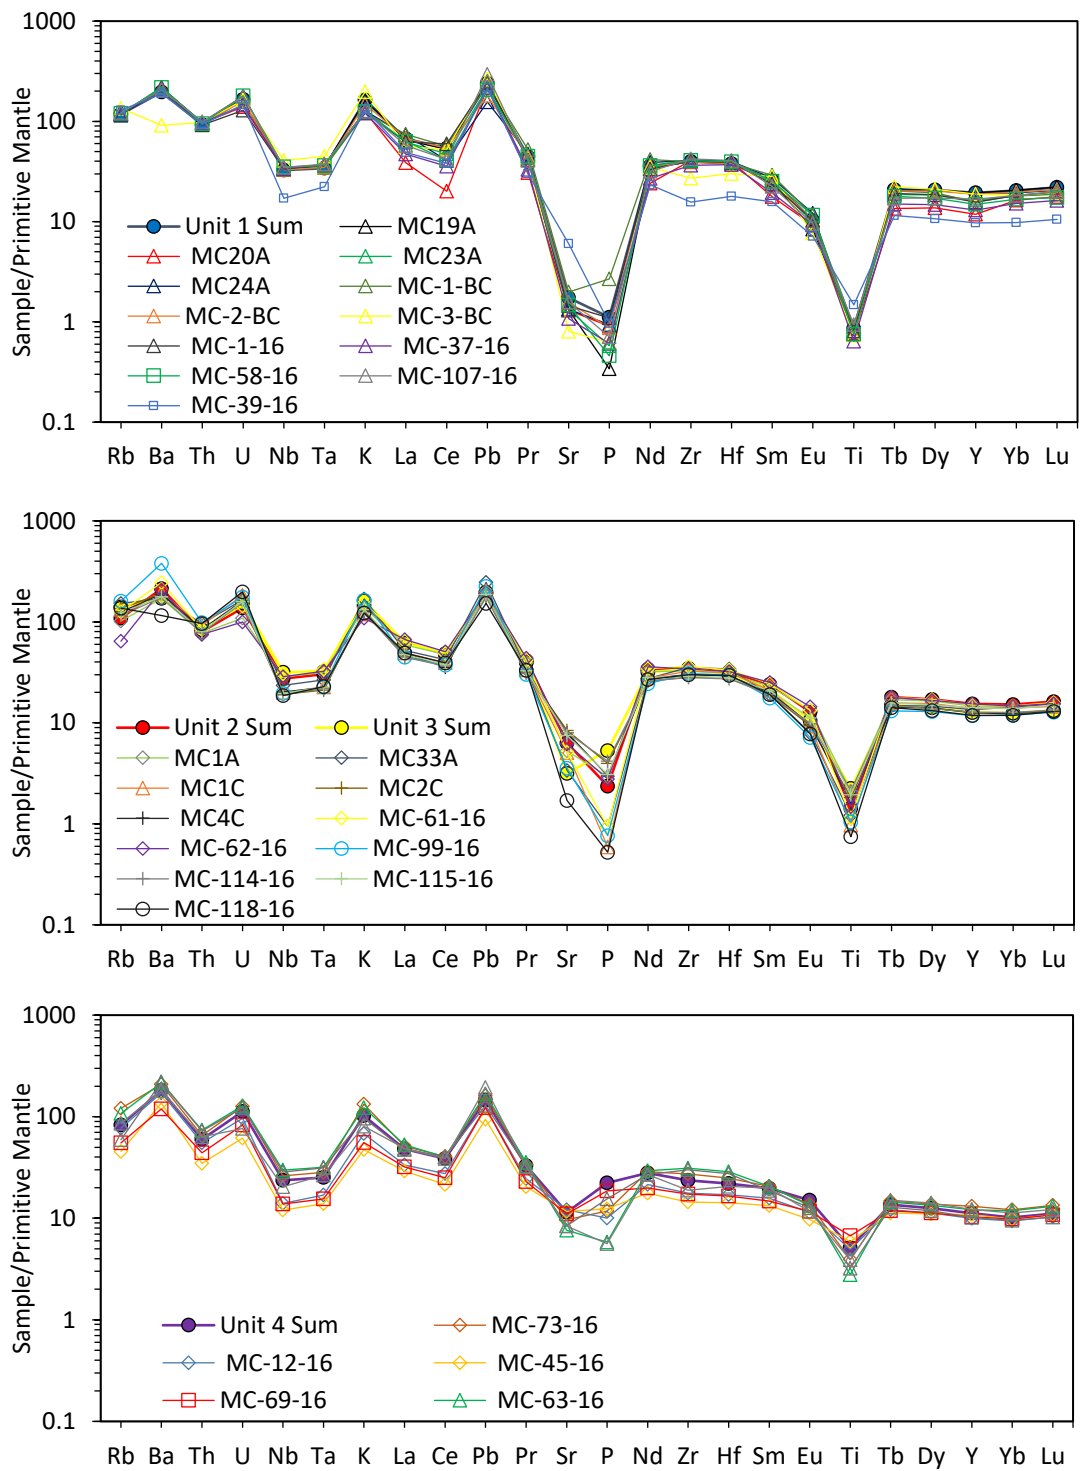 1000
100
10
1
0.1
Sample/Primitive Mantle
Unit 1 Sum MC19A
MC20A MC23A
MC24A MC-1-BC
MC-2-BC MC-3-BC
MC-1-16 MC-37-16
MC-58-16 MC-107-16
MC-39-16
Rb Ba Th U Nb Ta K La Ce Pb Pr Sr P Nd Zr Hf Sm Eu Ti Tb Dy Y Yb Lu
1000
100
10
1
0.1
Sample/Primitive Mantle
Unit 2 Sum Unit 3 Sum
MC1A MC33A
MC1C MC2C
MC4C MC-61-16
MC-62-16 MC-99-16
MC-114-16 MC-115-16
MC-118-16
Rb Ba Th U Nb Ta K La Ce Pb Pr Sr P Nd Zr Hf Sm Eu Ti Tb Dy Y Yb Lu
1000
100
10
1
0.1
Sample/Primitive Mantle
Unit 4 Sum MC-73-16
MC-12-16 MC-45-16
MC-69-16 MC-63-16
Rb Ba Th U Nb Ta K La Ce Pb Pr Sr P Nd Zr Hf Sm Eu Ti Tb Dy Y Yb Lu